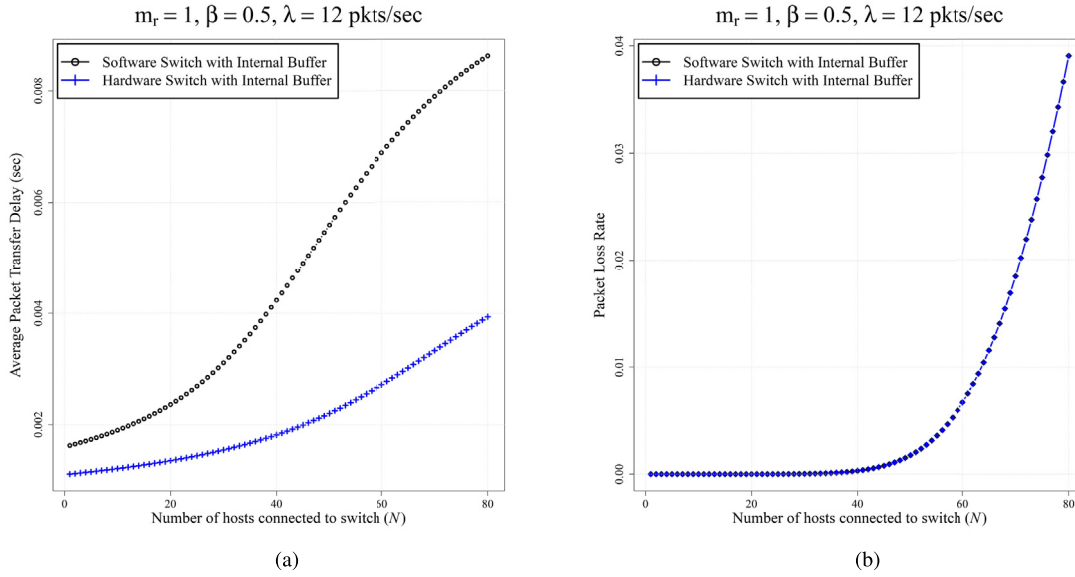 m_r = 1, β = 0.5, λ = 12 pkts/sec
Software Switch with Internal Buffer
Hardware Switch with Internal Buffer
Average Packet Transfer Delay (sec)
0.008
0.006
0.004
0.002
0 20 40 60 80
Number of hosts connected to switch (N)
(a)
m_r = 1, β = 0.5, λ = 12 pkts/sec
Software Switch with Internal Buffer
Hardware Switch with Internal Buffer
Packet Loss Rate
0.04
0.03
0.02
0.01
0.00
0 20 40 60 80
Number of hosts connected to switch (N)
(b)